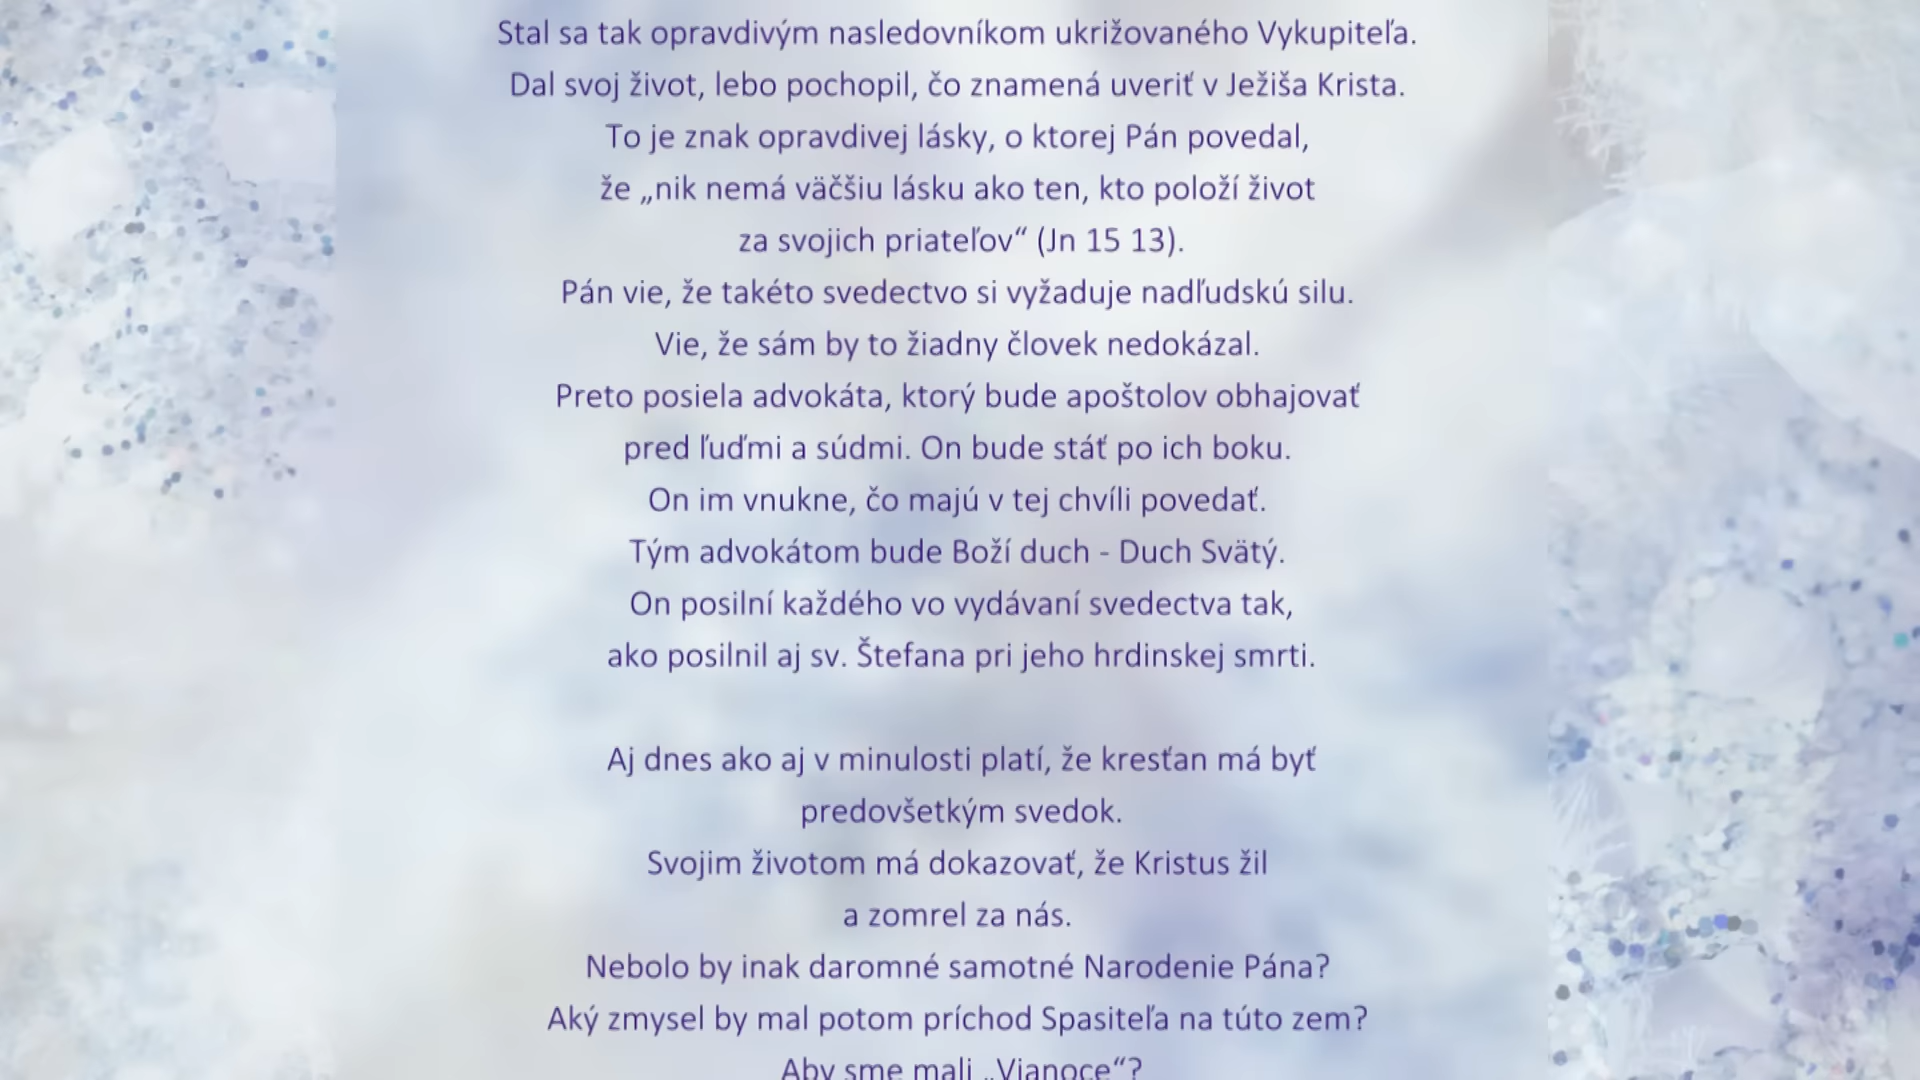 Stal sa tak opravdivým nasledovníkom ukrižovaného Vykupiteľa.
Dal svoj život, lebo pochopil, čo znamená uveriť v Ježiša Krista.
To je znak opravdivej lásky, o ktorej Pán povedal,
že „nik nemá väčšiu lásku ako ten, kto položí život
za svojich priateľov“ (Jn 15 13).
Pán vie, že takéto svedectvo si vyžaduje nadľudskú silu.
Vie, že sám by to žiadny človek nedokázal.
Preto posiela advokáta, ktorý bude apoštolov obhajovať
pred ľuďmi a súdmi. On bude stáť po ich boku.
On im vnukne, čo majú v tej chvíli povedať.
Tým advokátom bude Boží duch - Duch Svätý.
On posilní každého vo vydávaní svedectva tak,
ako posilnil aj sv. Štefana pri jeho hrdinskej smrti.
Aj dnes ako aj v minulosti platí, že kresťan má byť
predovšetkým svedok.
Svojim životom má dokazovať, že Kristus žil
a zomrel za nás.
Nebolo by inak daromné samotné Narodenie Pána?
Aký zmysel by mal potom príchod Spasiteľa na túto zem?
Aby sme mali „Vianoce“?